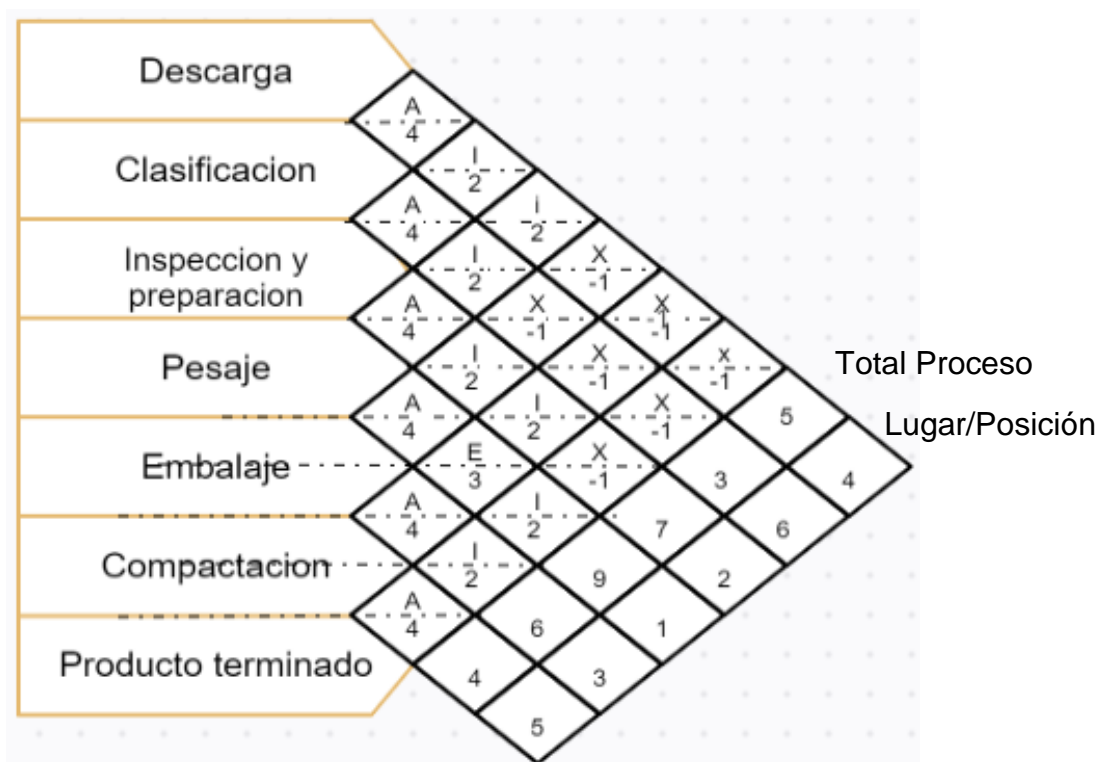 Descarga
A
4
Clasificacion
I
2
A i
4 2
Inspeccion y
preparacion
I X
2 -1
A X X
4 -1 -1
Pesaje
I X x
2 -1 -1
Total Proceso
A I X
4 2 -1
5
Lugar/Posición
Embalaje
E X
3 -1 3 4
A I
4 2 7 6
Compactacion
I
2 9 2
A
4 6 1
Producto terminado
4 3
5